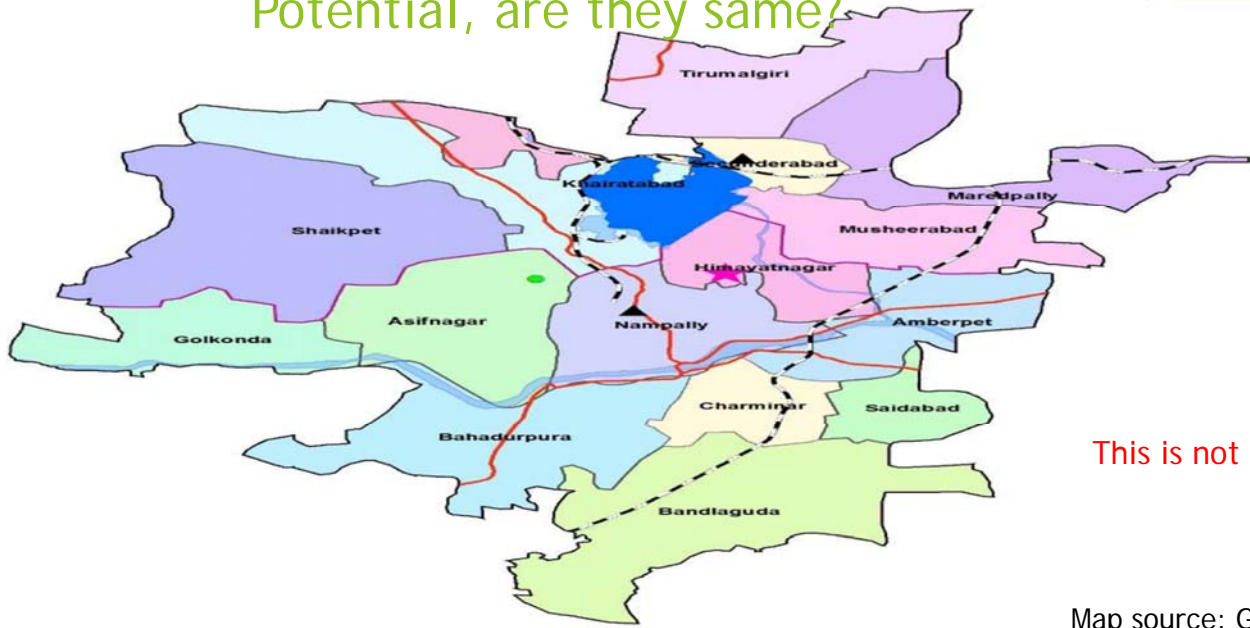 Potential, are they same?
Tirumalgiri
Secunderabad
Khairatabad
Maredpally
Shaikpet
Musheerabad
Himayatnagar
Asifnagar
Nampally
Amberpet
Golkonda
Charminar
Saidabad
Bahadurpura
This is not
Bandlaguda
Map source: G